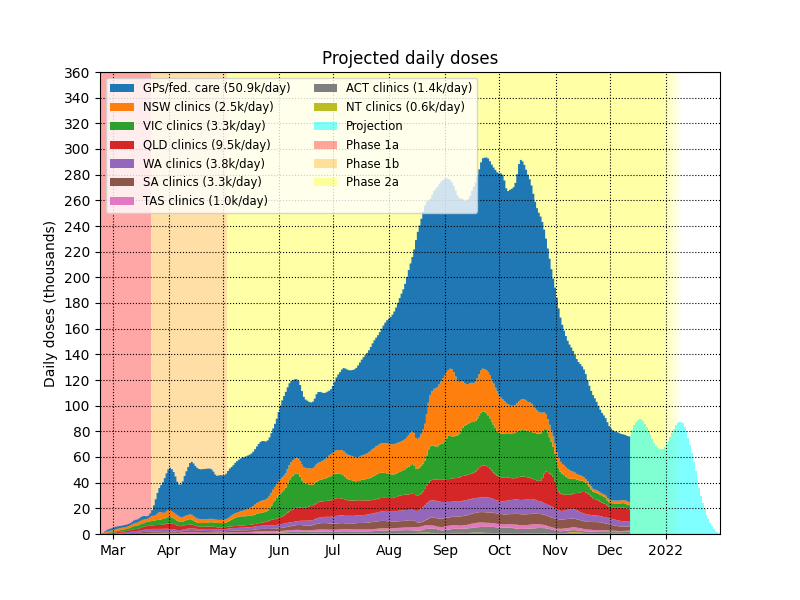 Projected daily doses
Daily doses (thousands)
360
340
320
300
280
260
240
220
200
180
160
140
120
100
80
60
40
20
0
GPs/fed. care (50.9k/day)
NSW clinics (2.5k/day)
VIC clinics (3.3k/day)
QLD clinics (9.5k/day)
WA clinics (3.8k/day)
SA clinics (3.3k/day)
TAS clinics (1.0k/day)
ACT clinics (1.4k/day)
NT clinics (0.6k/day)
Projection
Phase 1a
Phase 1b
Phase 2a
Mar Apr May Jun Jul Aug Sep Oct Nov Dec 2022